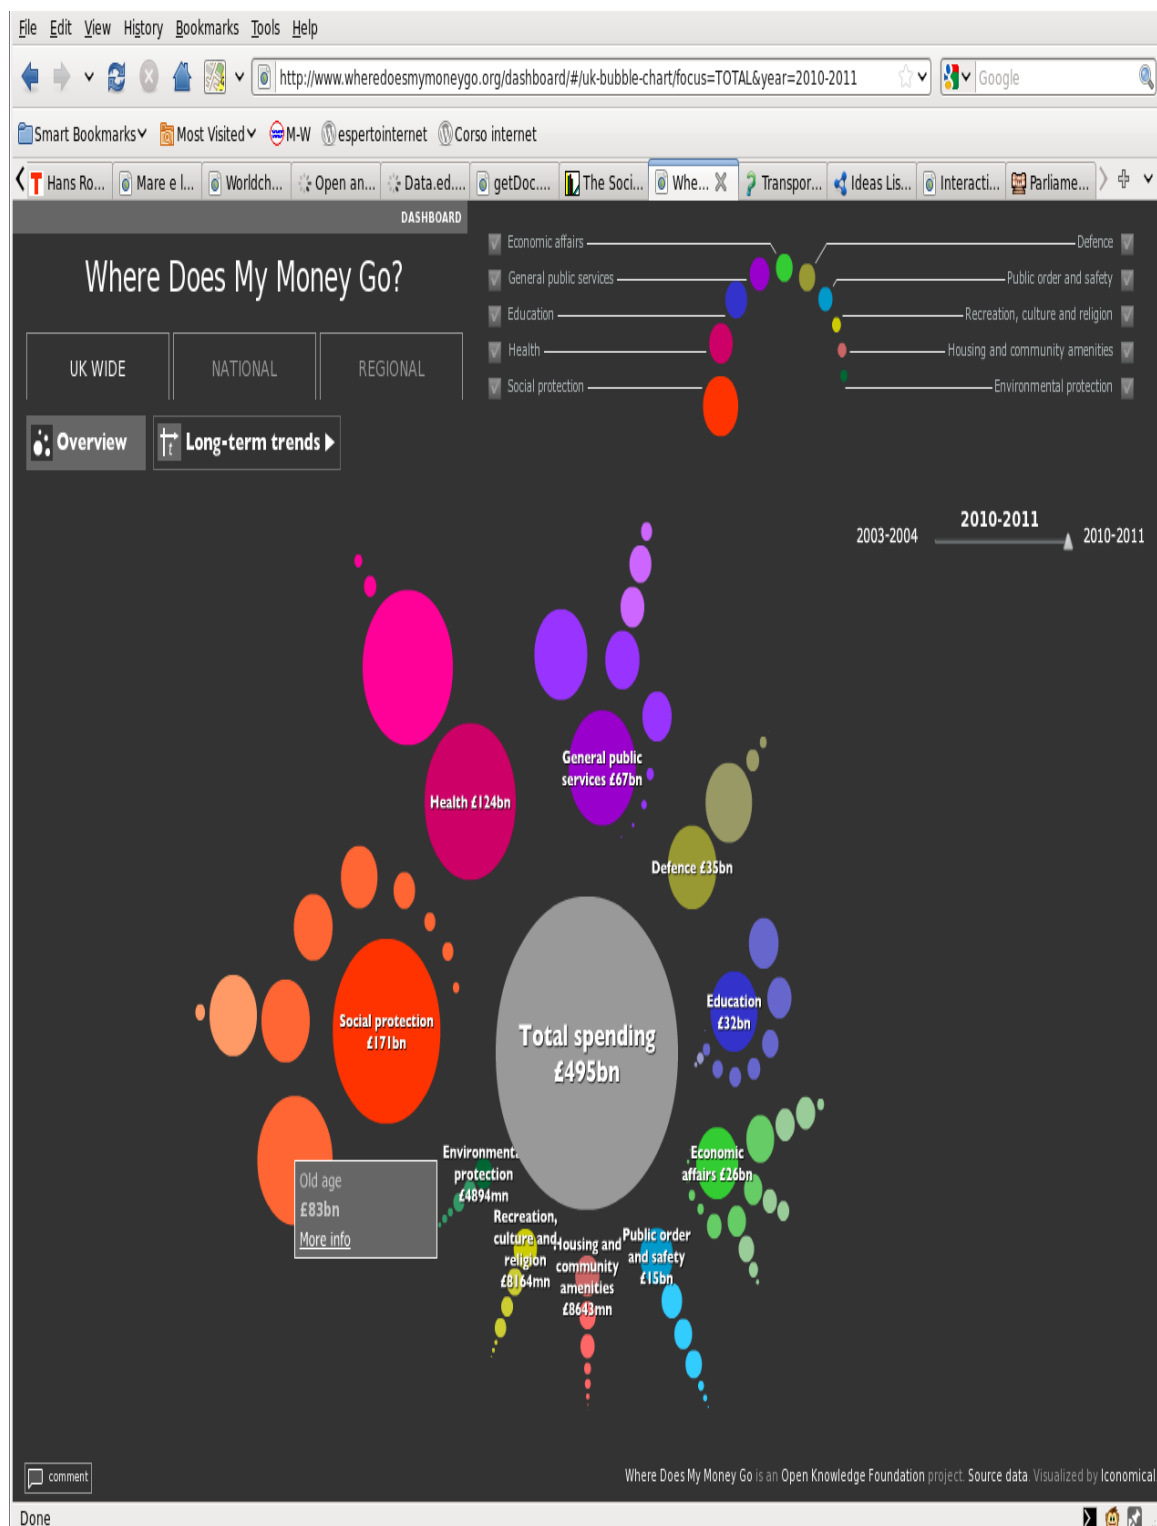 File Edit View History Bookmarks Tools Help
http://www.wheredoesmymoneygo.org/dashboard/#/uk-bubble-chart/focus=TOTAL&year=2010-2011
Google
Smart Bookmarks Most Visited M-W espertointernet Corso internet
Hans Ro... Mare e l... Worldch... Open an... Data.ed.... getDoc.... The Soci... Whe... Transpor... Ideas Lis... Interacti... Parliame...
DASHBOARD
Where Does My Money Go?
UK WIDE NATIONAL REGIONAL
Economic affairs
General public services
Education
Health
Social protection
Defence
Public order and safety
Recreation, culture and religion
Housing and community amenities
Environmental protection
Overview
t Long-term trends
2003-2004 2010-2011 2010-2011
General public
services £67bn
Health £124bn
Defence £35bn
Social protection
£171bn
Total spending
£495bn
Education
£32bn
Economic
affairs £26bn
Old age
£83bn
More info
Environment
protection
£4894mn
Recreation,
culture and
religion
£8164mn
Housing and
community
amenities
£8643mn
Public order
and safety
£15bn
comment
Where Does My Money Go is an Open Knowledge Foundation project. Source data. Visualized by Iconomical
Done